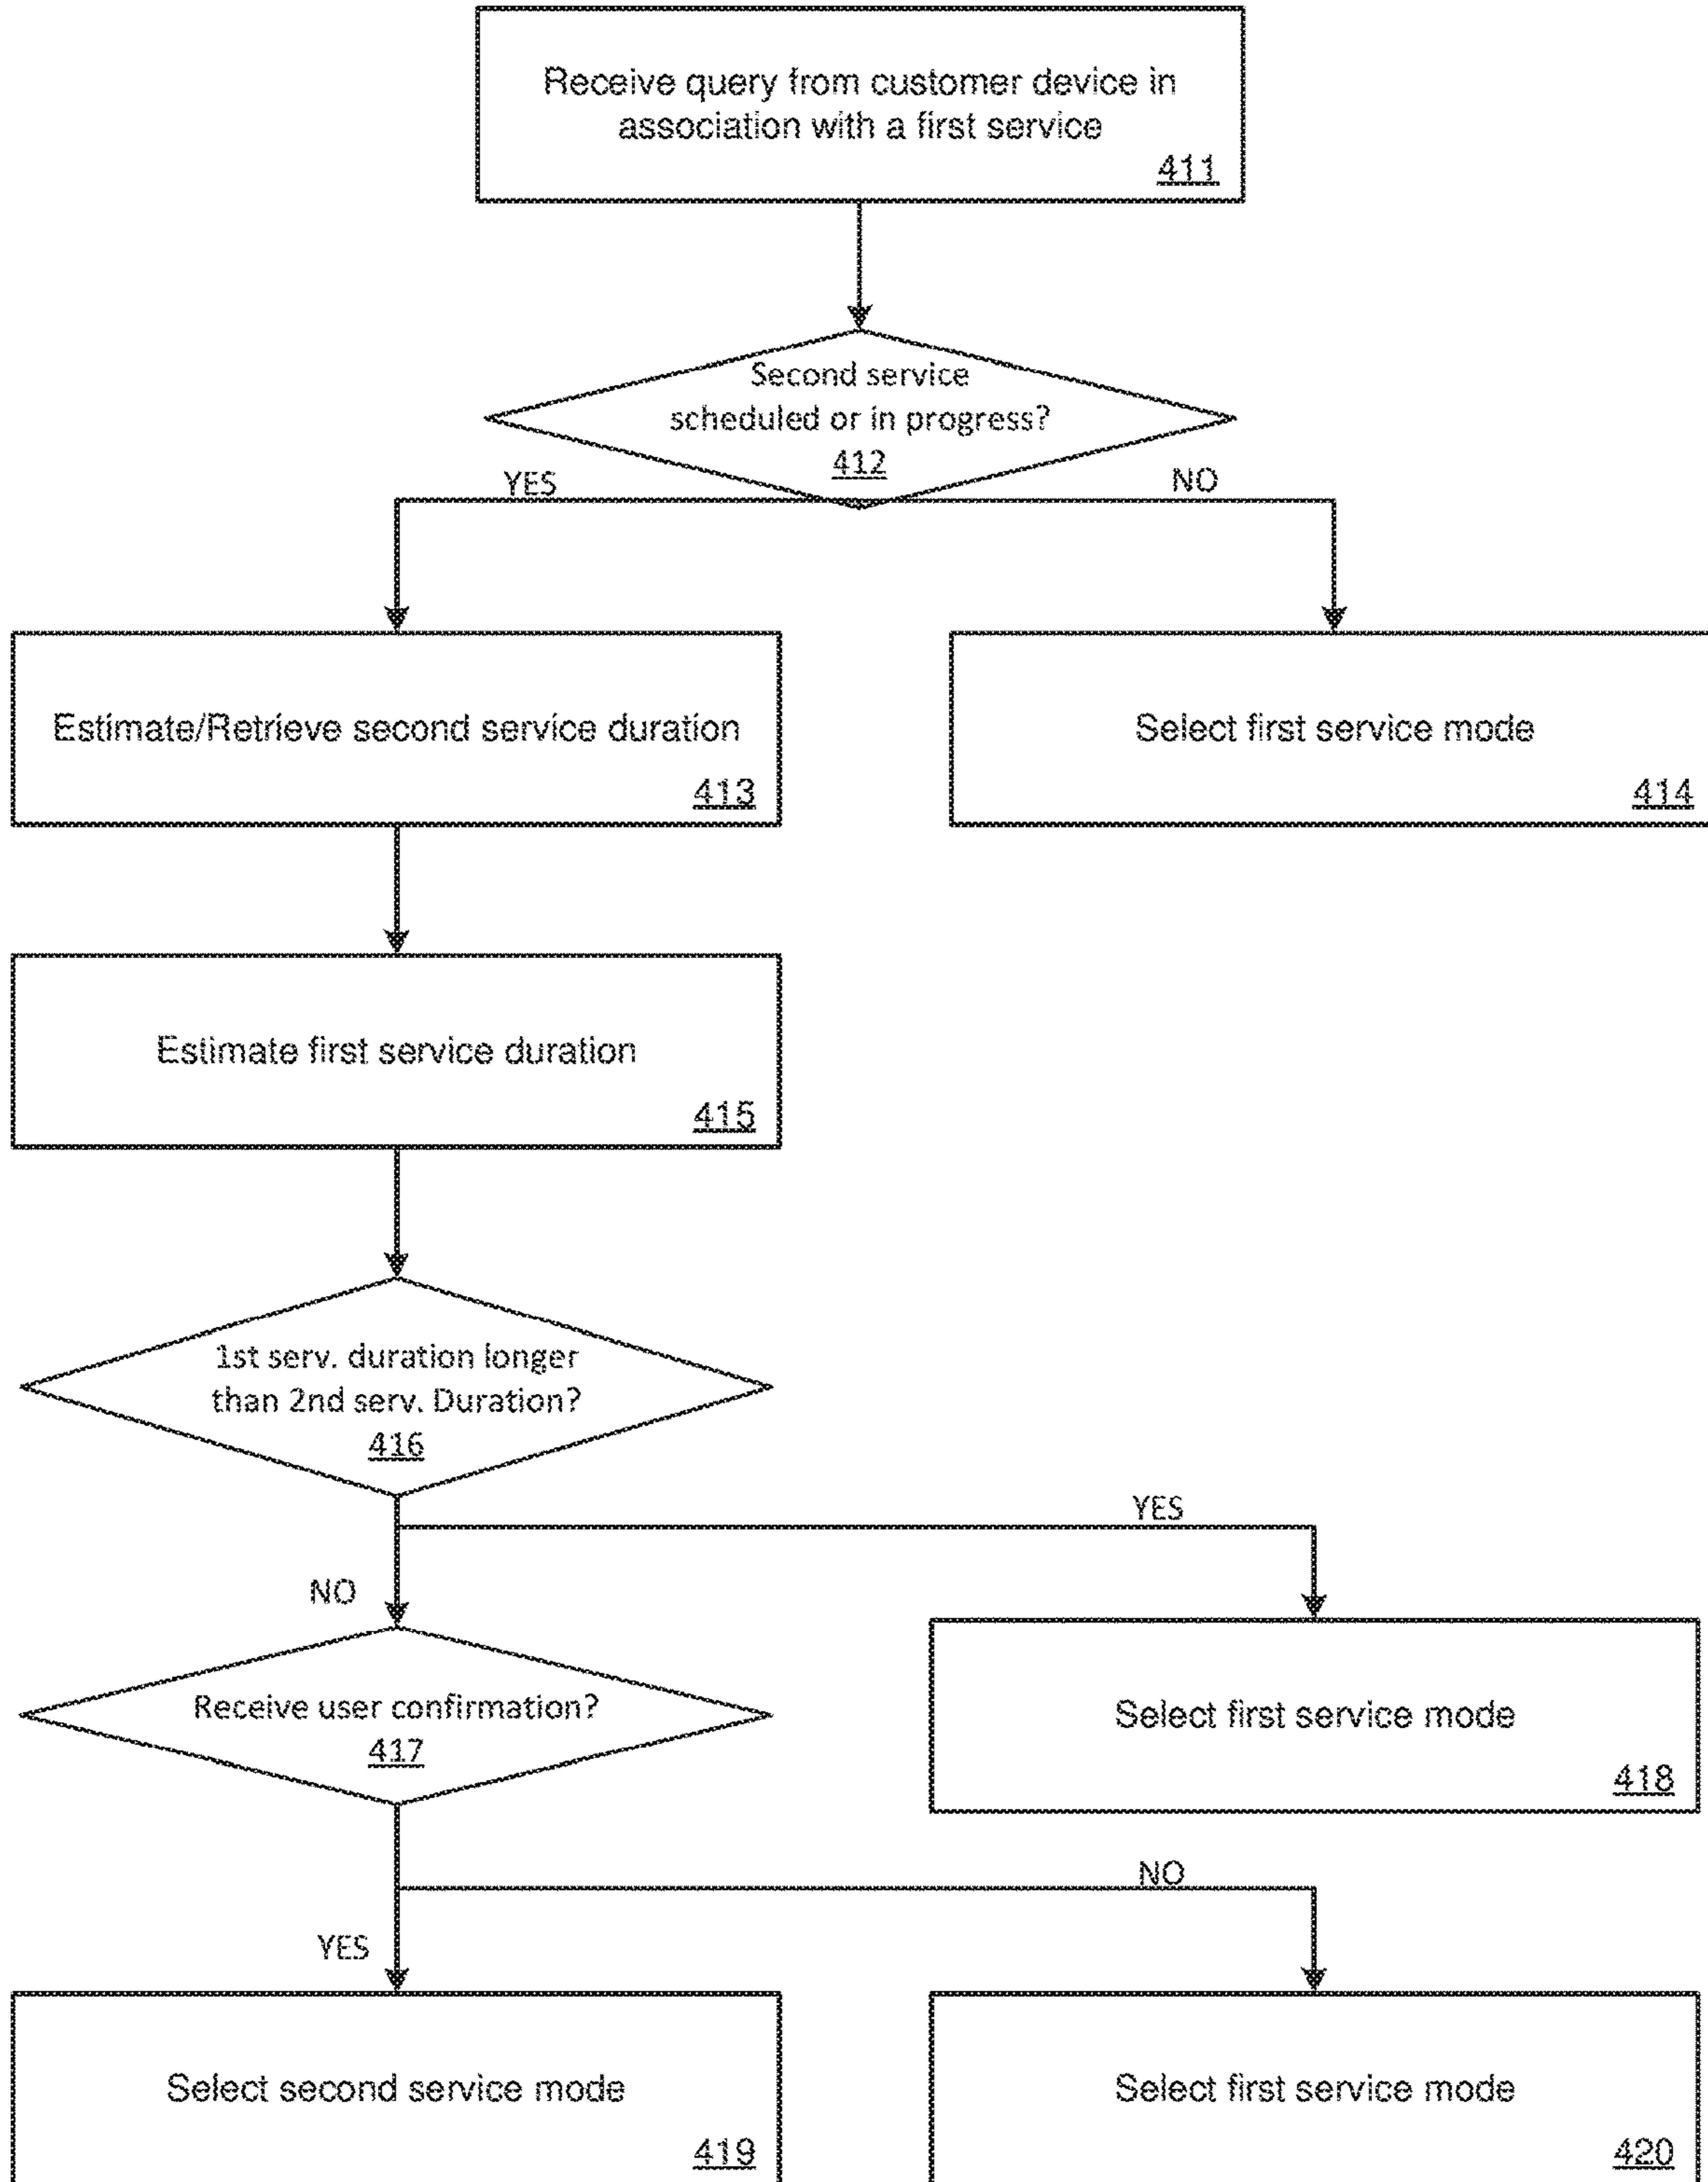 Receive query from customer device in
association with a first service
411
Second service
scheduled or in progress?
412
YES
NO
Estimate/Retrieve second service duration
413
Select first service mode
414
Estimate first service duration
415
1st serv. duration longer
than 2nd serv. Duration?
416
YES
NO
Receive user confirmation?
417
Select first service mode
418
NO
YES
Select second service mode
419
Select first service mode
420